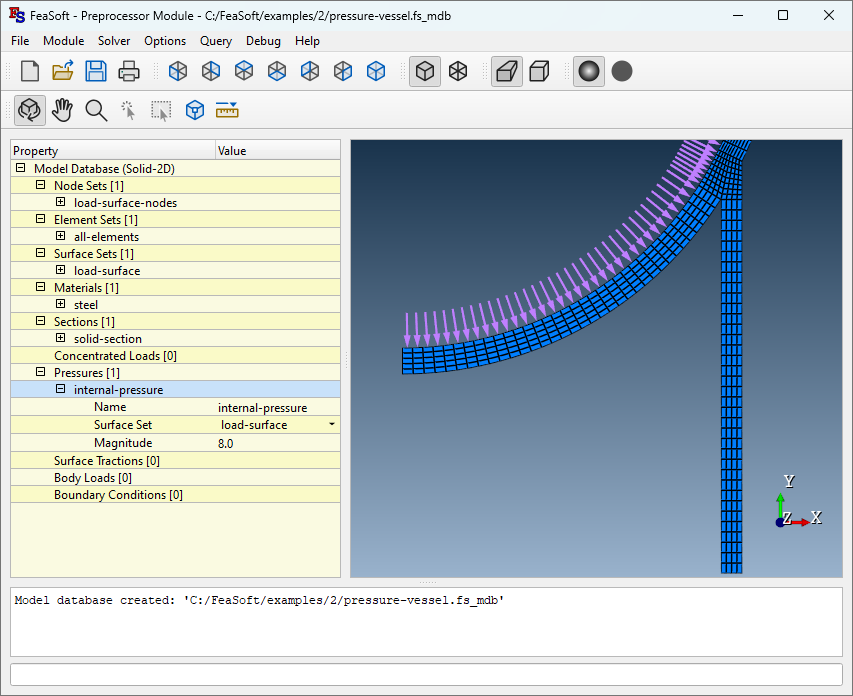 FS FeaSoft - Preprocessor Module - C:/FeaSoft/examples/2/pressure-vessel.fs_mdb
File Module Solver Options Query Debug Help
Property Value
Model Database (Solid-2D)
Node Sets [1]
load-surface-nodes
Element Sets [1]
all-elements
Surface Sets [1]
load-surface
Materials [1]
steel
Sections [1]
solid-section
Concentrated Loads [0]
Pressures [1]
internal-pressure
Name internal-pressure
Surface Set load-surface
Magnitude 8.0
Surface Tractions [0]
Body Loads [0]
Boundary Conditions [0]
Y
Z X
Model database created: 'C:/FeaSoft/examples/2/pressure-vessel.fs_mdb'